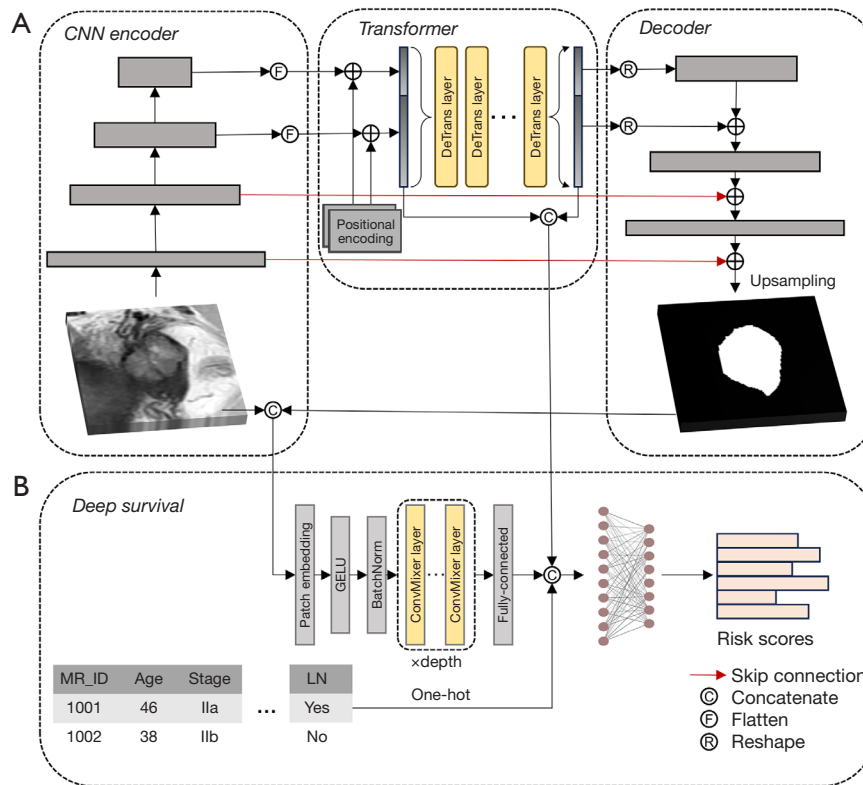 A
CNN encoder
Transformer
Decoder
F
DeTrans layer
DeTrans layer
...
DeTrans layer
R
F
R
Positional
encoding
C
Upsampling
C
B
Deep survival
Patch embedding
GELU
BatchNorm
ConvMixer layer
...
ConvMixer layer
Fully-connected
C
×depth
Risk scores
MR_ID Age Stage LN
1001 46 IIa ... Yes
1002 38 IIb No
One-hot
Skip connection
C Concatenate
F Flatten
R Reshape